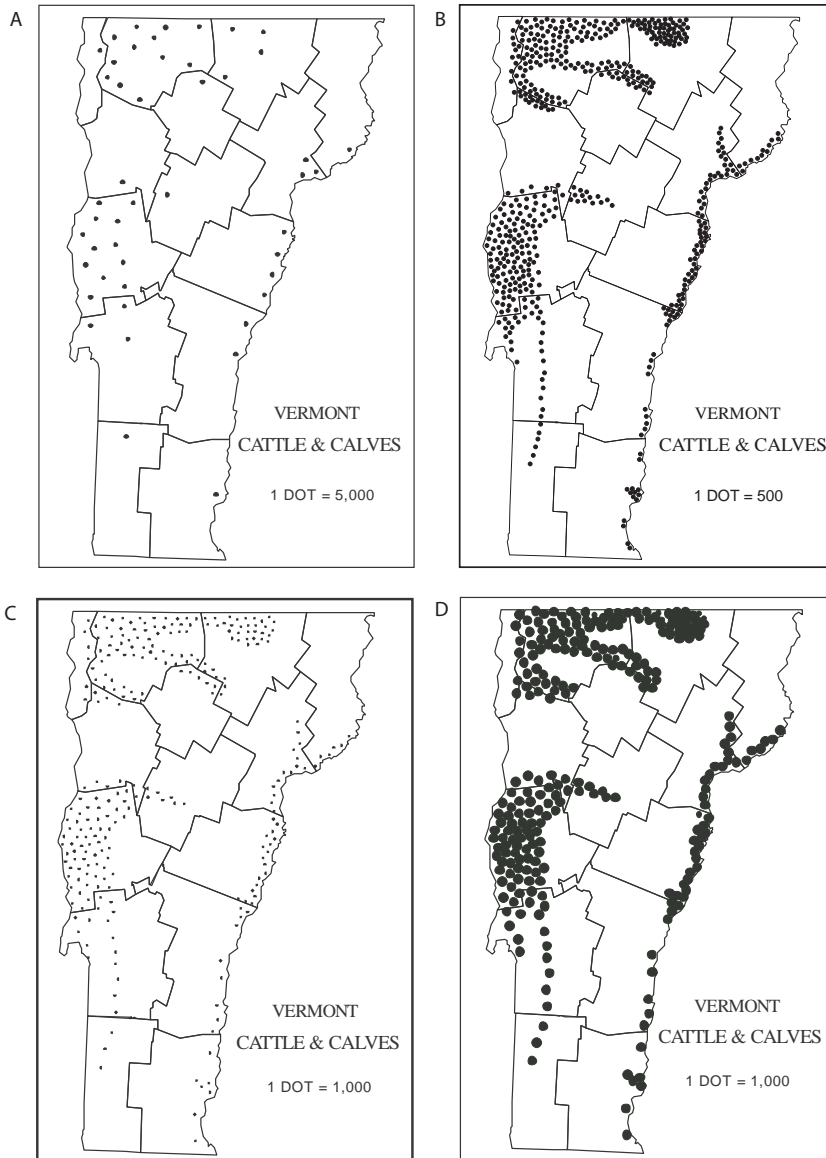 A
VERMONT
CATTLE & CALVES
1 DOT = 5,000
B
VERMONT
CATTLE & CALVES
1 DOT = 500
C
VERMONT
CATTLE & CALVES
1 DOT = 1,000
D
VERMONT
CATTLE & CALVES
1 DOT = 1,000